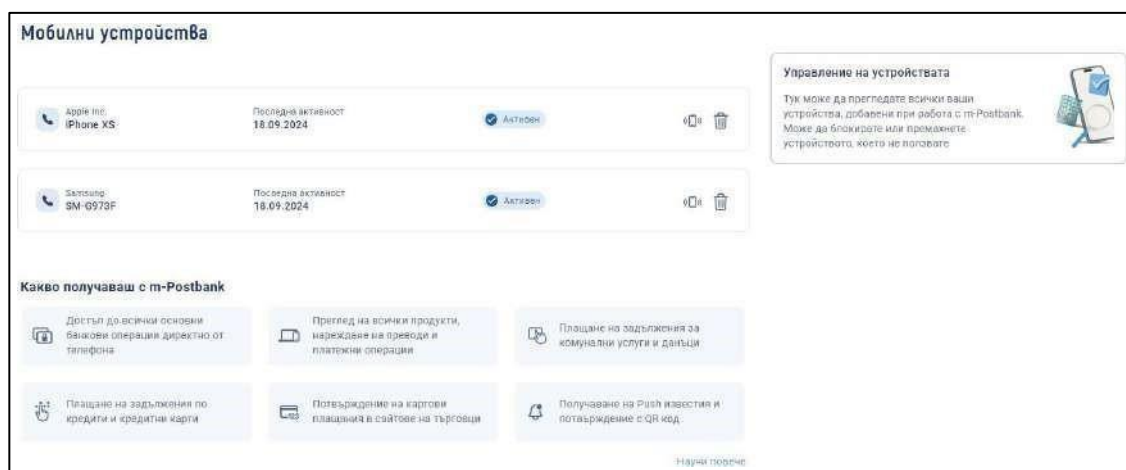 Мобилни устройства
Apple Inc.
iPhone XS
Последна активност
18.09.2024
Активен
Samsung
SM-G973F
Последна активност
18.09.2024
Активен
Управление на устройствата
Тук може да прегледате всички ваши
устройства, добавени при работа с m-Postbank.
Може да блокирате или премахнете
устройството, което не ползвате
Какво получаваш с m-Postbank
Достъп до всички основни
банкови операции директно от
телефона
Преглед на всички продукти,
нареждане на преводи и
платежни операции
Плащане на задължения за
комунални услуги и данъци
Плащане на задължения по
кредити и кредитни карти
Потвърждение на картови
плащания в сайтове на търговци
Получаване на Push известия и
потвърждение с QR код
Научи повече